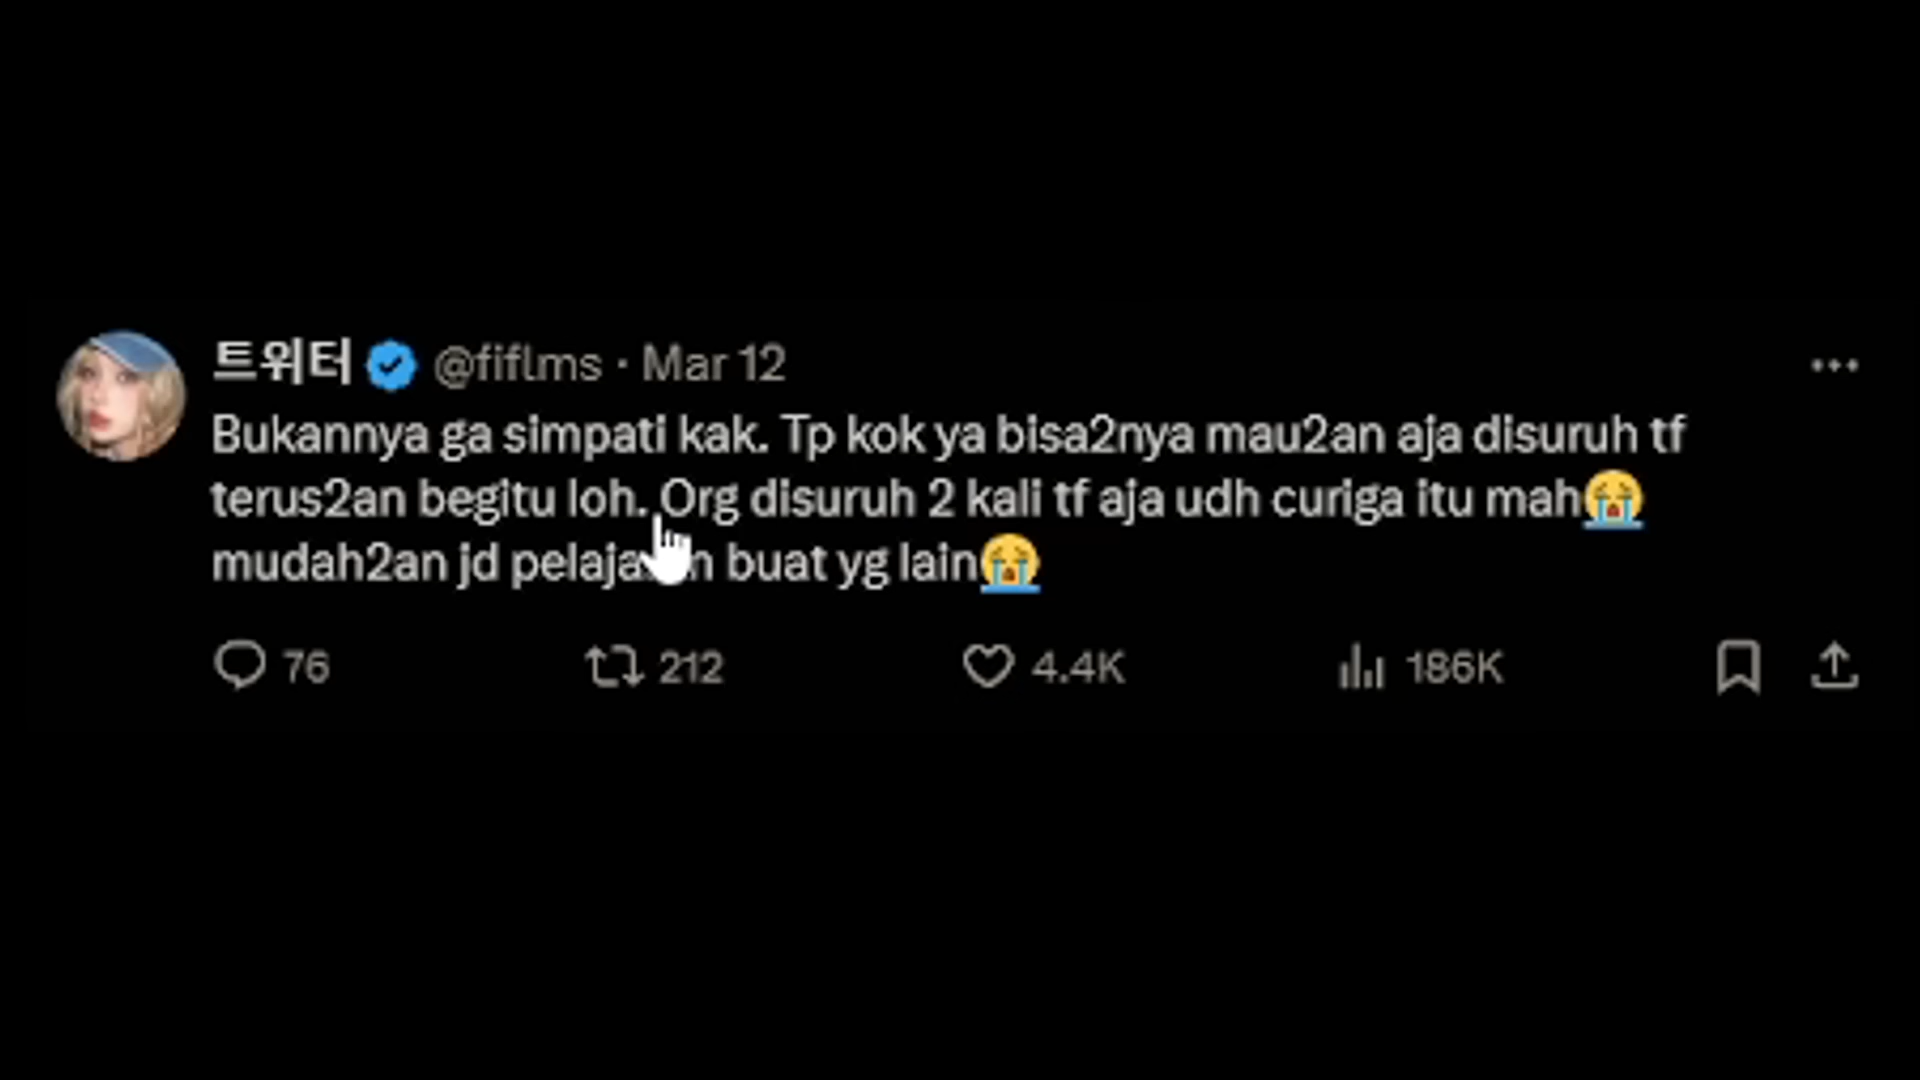 트위터 @fiflms · Mar 12
Bukannya ga simpati kak. Tp kok ya bisa2nya mau2an aja disuruh tf
terus2an begitu loh. Org disuruh 2 kali tf aja udh curiga itu mah😭
mudah2an jd buat yg lain😭
76 212 4.4K 186K